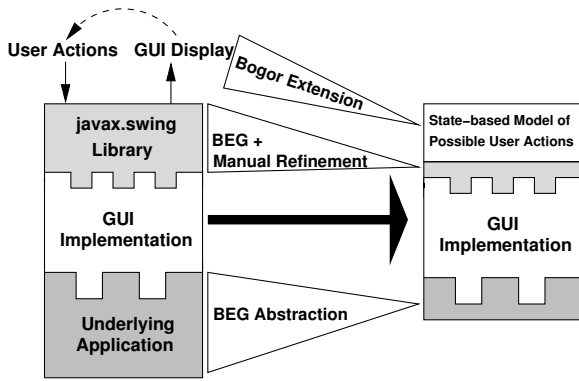 User Actions
GUI Display
javax.swing
Library
GUI
Implementation
Underlying
Application
Bogor Extension
BEG +
Manual Refinement
BEG Abstraction
State-based Model of
Possible User Actions
GUI
Implementation